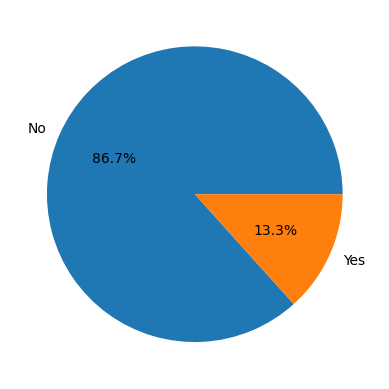 No
86.7%
13.3%
Yes